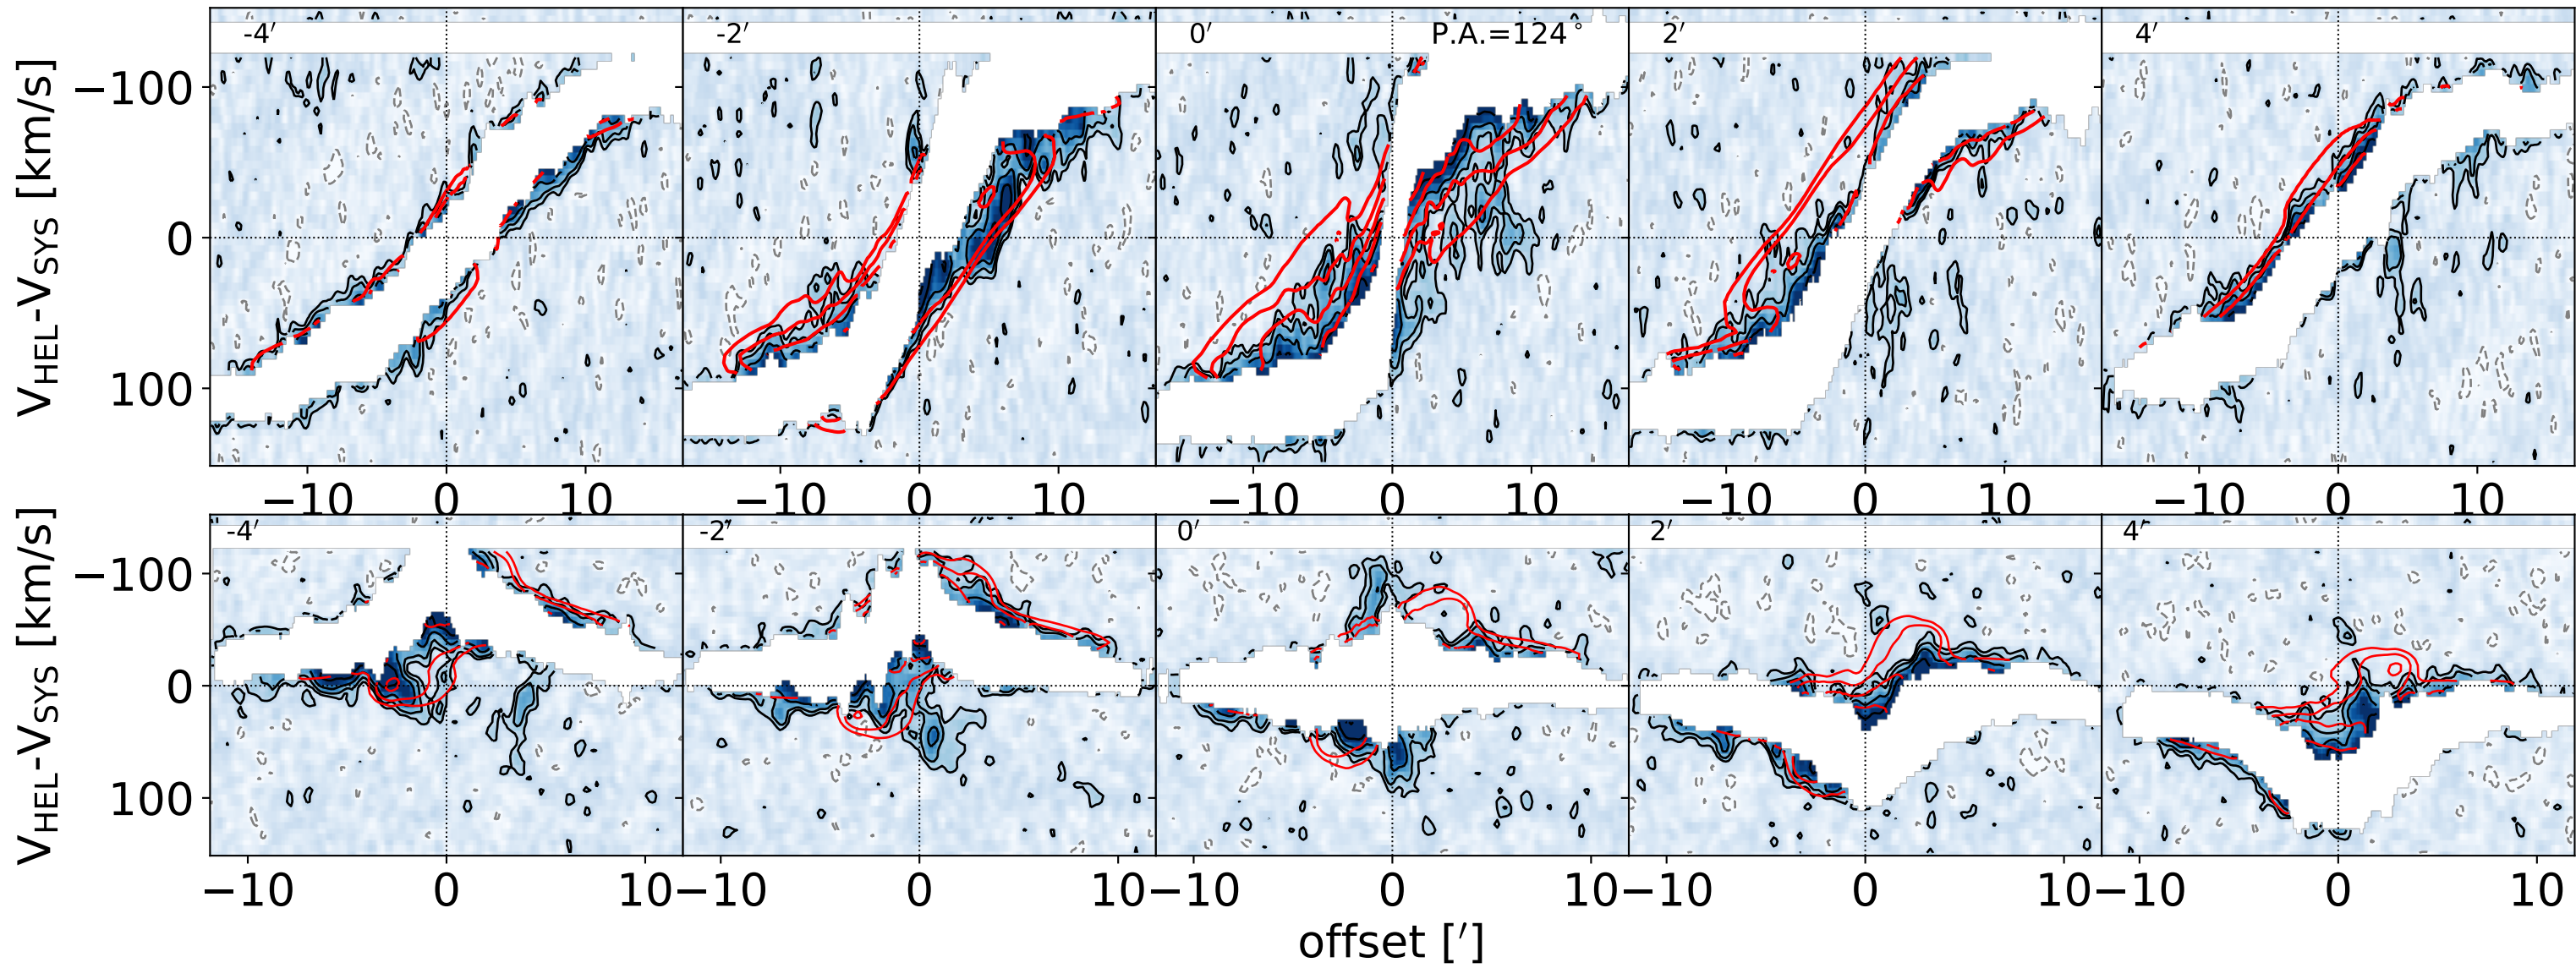 -4′ -2′ 0′ P.A.=124° 2′ 4′
V_HEL-V_SYS [km/s]
−100
0
100
−10 0 10 −10 0 10 −10 0 10 −10 0 10 −10 0 10
-4′ -2′ 0′ 2′ 4′
V_HEL-V_SYS [km/s]
−100
0
100
−10 0 10 −10 0 10 −10 0 10 −10 0 10 −10 0 10
offset [′]